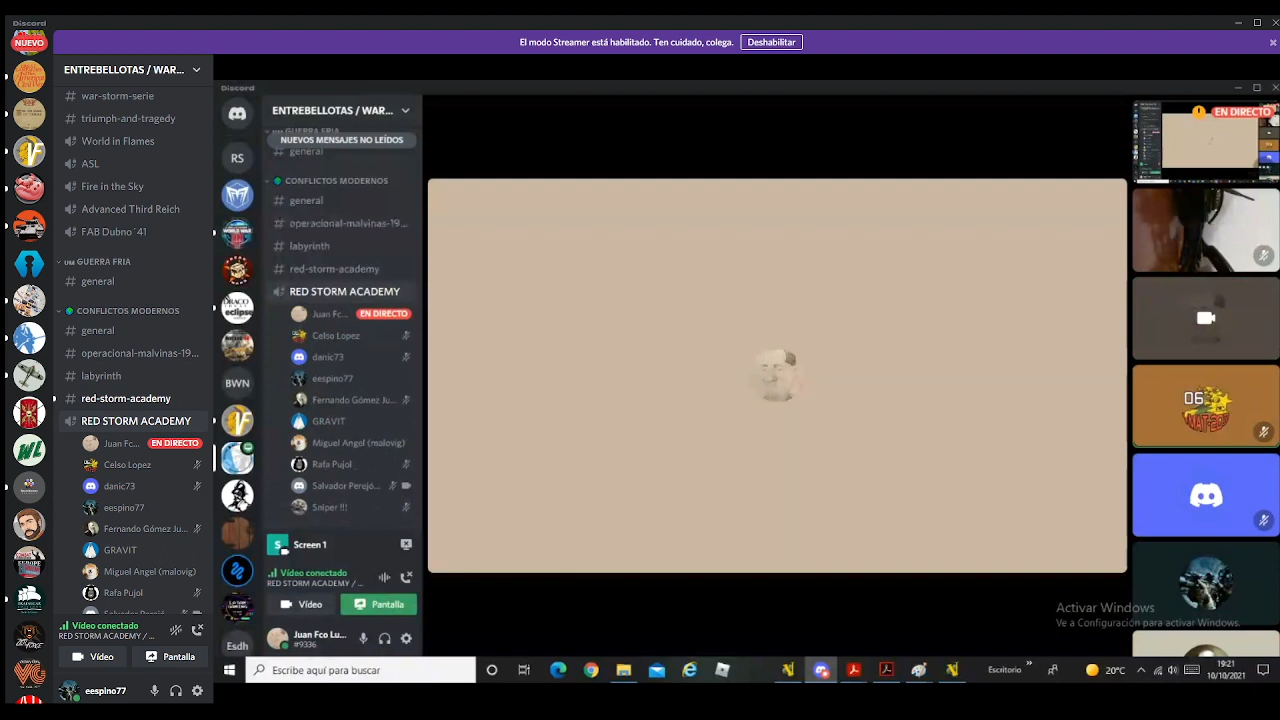 Discord
El modo Streamer está habilitado. Ten cuidado, colega. Deshabilitar
NUEVO
ENTREBELLOTAS / WAR...
# war-storm-serie
# triumph-and-tragedy
World in Flames
ASL
Fire in the Sky
Advanced Third Reich
FAB Dubno´41
UM GUERRA FRIA
# general
CONFLICTOS MODERNOS
# general
# operacional-malvinas-19...
# labyrinth
# red-storm-academy
RED STORM ACADEMY
Juan Fc... EN DIRECTO
Celso Lopez
danic73
eespino77
Fernando Gómez Ju...
GRAVIT
Miguel Angel (malovig)
Rafa Pujol
Vídeo conectado
RED STORM ACADEMY / ...
Vídeo
Pantalla
eespino77
Discord
ENTREBELLOTAS / WAR...
NUEVOS MENSAJES NO LEÍDOS
# general
CONFLICTOS MODERNOS
# general
# operacional-malvinas-19...
# labyrinth
# red-storm-academy
RED STORM ACADEMY
Juan Fc... EN DIRECTO
Celso Lopez
danic73
eespino77
Fernando Gómez Ju...
GRAVIT
Miguel Angel (malovig)
Rafa Pujol
Salvador Perejó...
Sniper !!!
RS
BWN
Esdh
S Screen 1
Vídeo conectado
RED STORM ACADEMY / ...
Vídeo
Pantalla
Juan Fco Lu...
#9336
EN DIRECTO
06
Activar Windows
Ve a Configuración para activar Windows.
Escribe aquí para buscar
Escritorio
20°C
19:21
10/10/2021